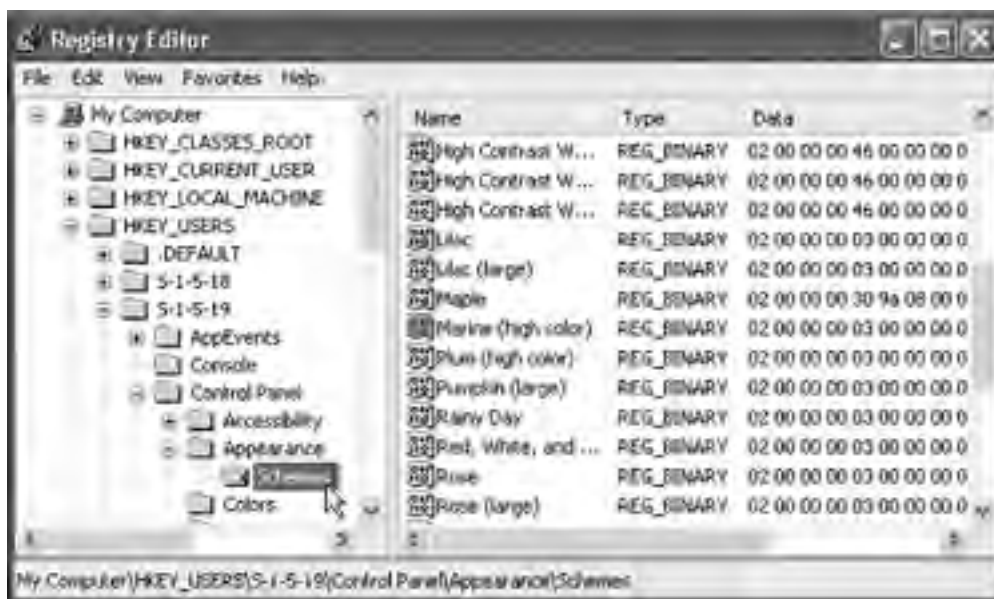 Registry Editor
File Edit View Favorites Help
My Computer
HKEY_CLASSES_ROOT
HKEY_CURRENT_USER
HKEY_LOCAL_MACHINE
HKEY_USERS
.DEFAULT
S-1-5-18
S-1-5-19
AppEvents
Console
Control Panel
Accessibility
Appearance
Colors
Name Type Data
High Contrast W... REG_BINARY 02 00 00 00 46 00 00 00 0
High Contrast W... REG_BINARY 02 00 00 00 46 00 00 00 0
High Contrast W... REG_BINARY 02 00 00 00 46 00 00 00 0
Lilac REG_BINARY 02 00 00 00 03 00 00 00 0
Lilac (large) REG_BINARY 02 00 00 00 03 00 00 00 0
Maple REG_BINARY 02 00 00 00 30 9a 08 00 0
Marine (high color) REG_BINARY 02 00 00 00 03 00 00 00 0
Plum (high color) REG_BINARY 02 00 00 00 03 00 00 00 0
Pumpkin (large) REG_BINARY 02 00 00 00 03 00 00 00 0
Rainy Day REG_BINARY 02 00 00 00 03 00 00 00 0
Red, White, and ... REG_BINARY 02 00 00 00 03 00 00 00 0
Rose REG_BINARY 02 00 00 00 03 00 00 00 0
Rose (large) REG_BINARY 02 00 00 00 03 00 00 00 0
My Computer\HKEY_USERS\S-1-5-19\Control Panel\Appearance\Schemes